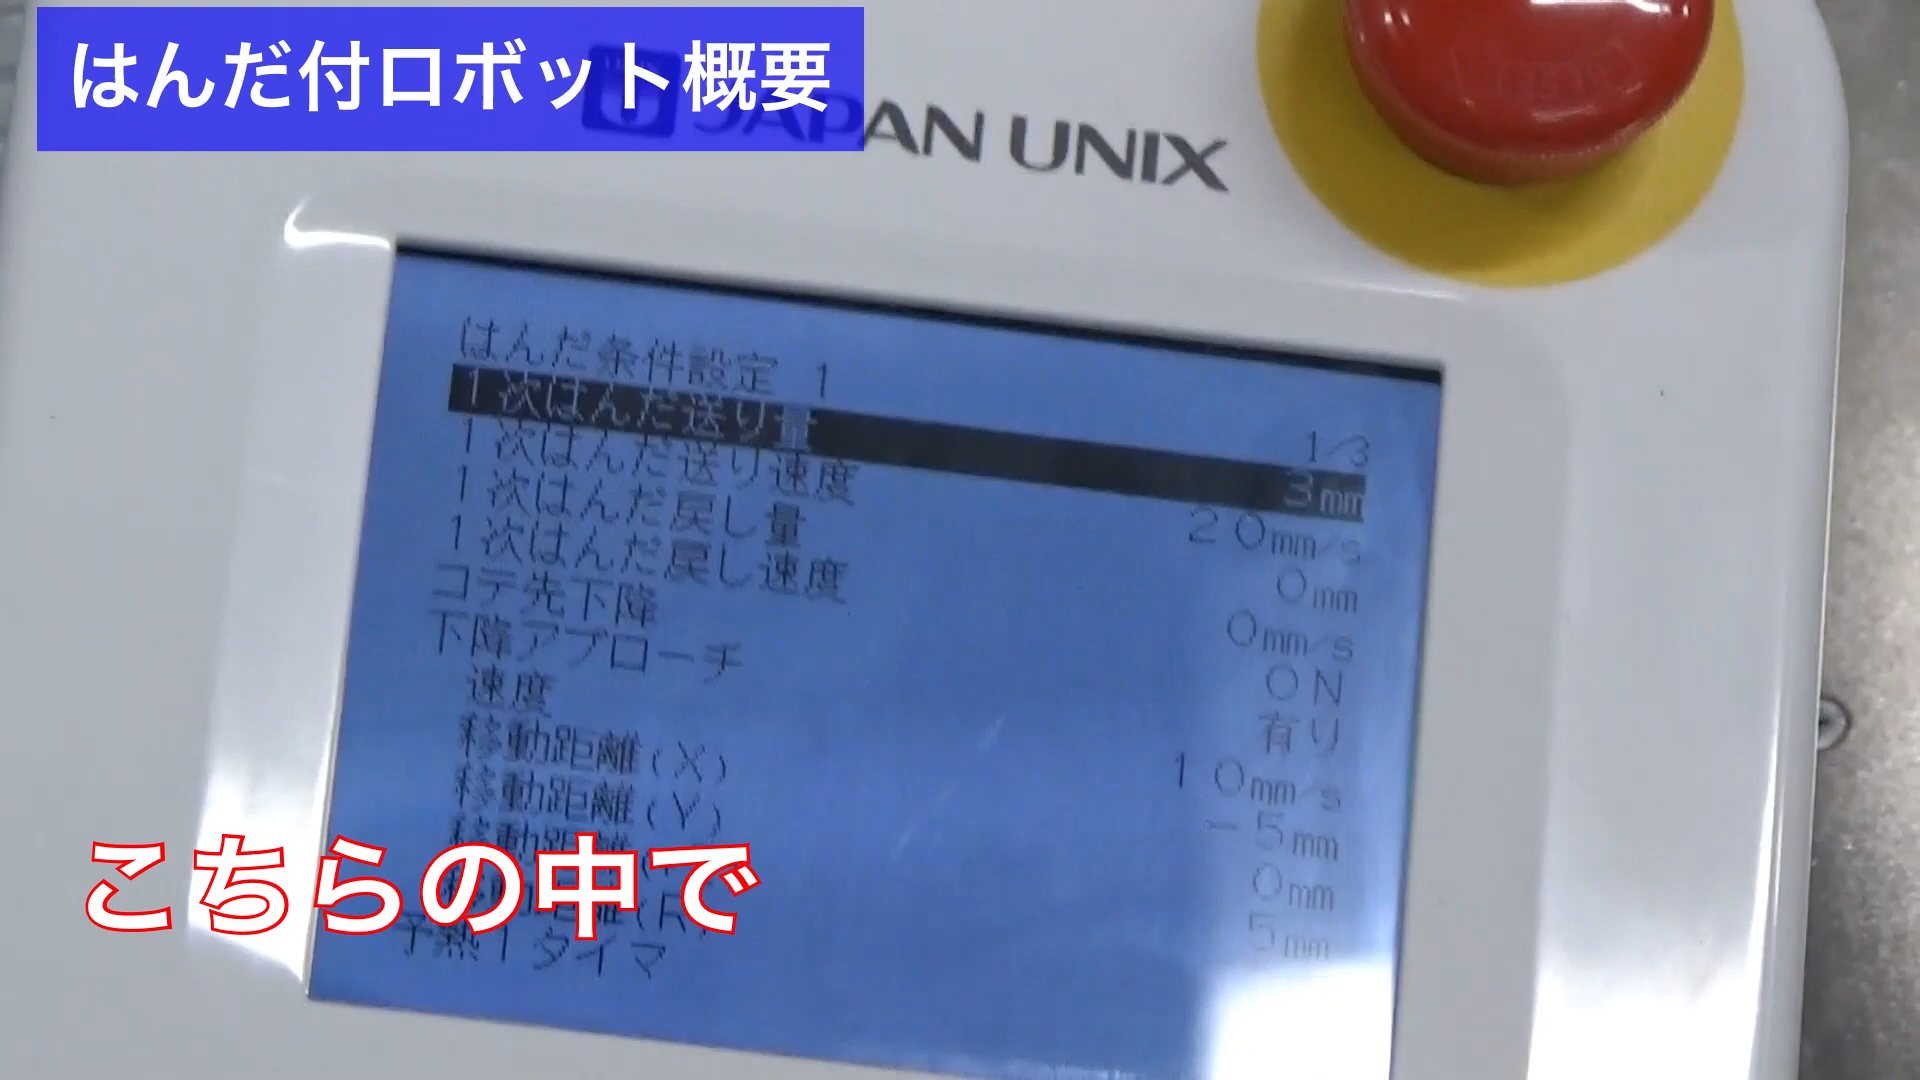 はんだ付ロボット概要
JAPAN UNIX
はんだ条件設定 1
1/3
1次はんだ送り量 3mm
1次はんだ送り速度 20mm/s
1次はんだ戻し量 0mm
1次はんだ戻し速度 0mm/s
コテ先下降 ON
下降アプローチ 有り
速度 10mm/s
移動距離(X) -5mm
移動距離(Y) 0mm
移動距離 5mm
移動距離(R)
予熱1タイマ
こちらの中で